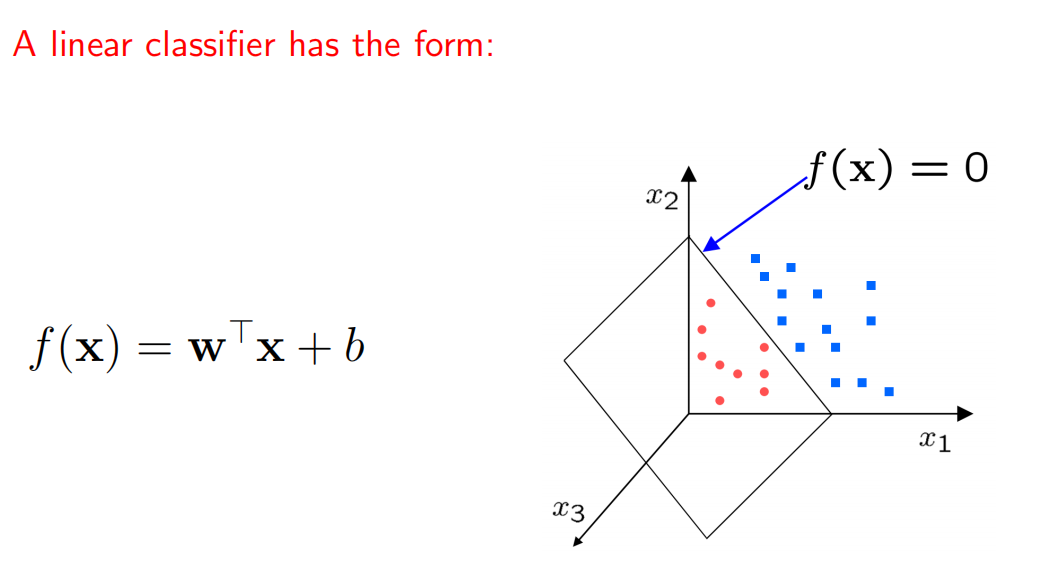 A linear classifier has the form:
f(x) = 0
x2
f(x) = w⊤x + b
x1
x3